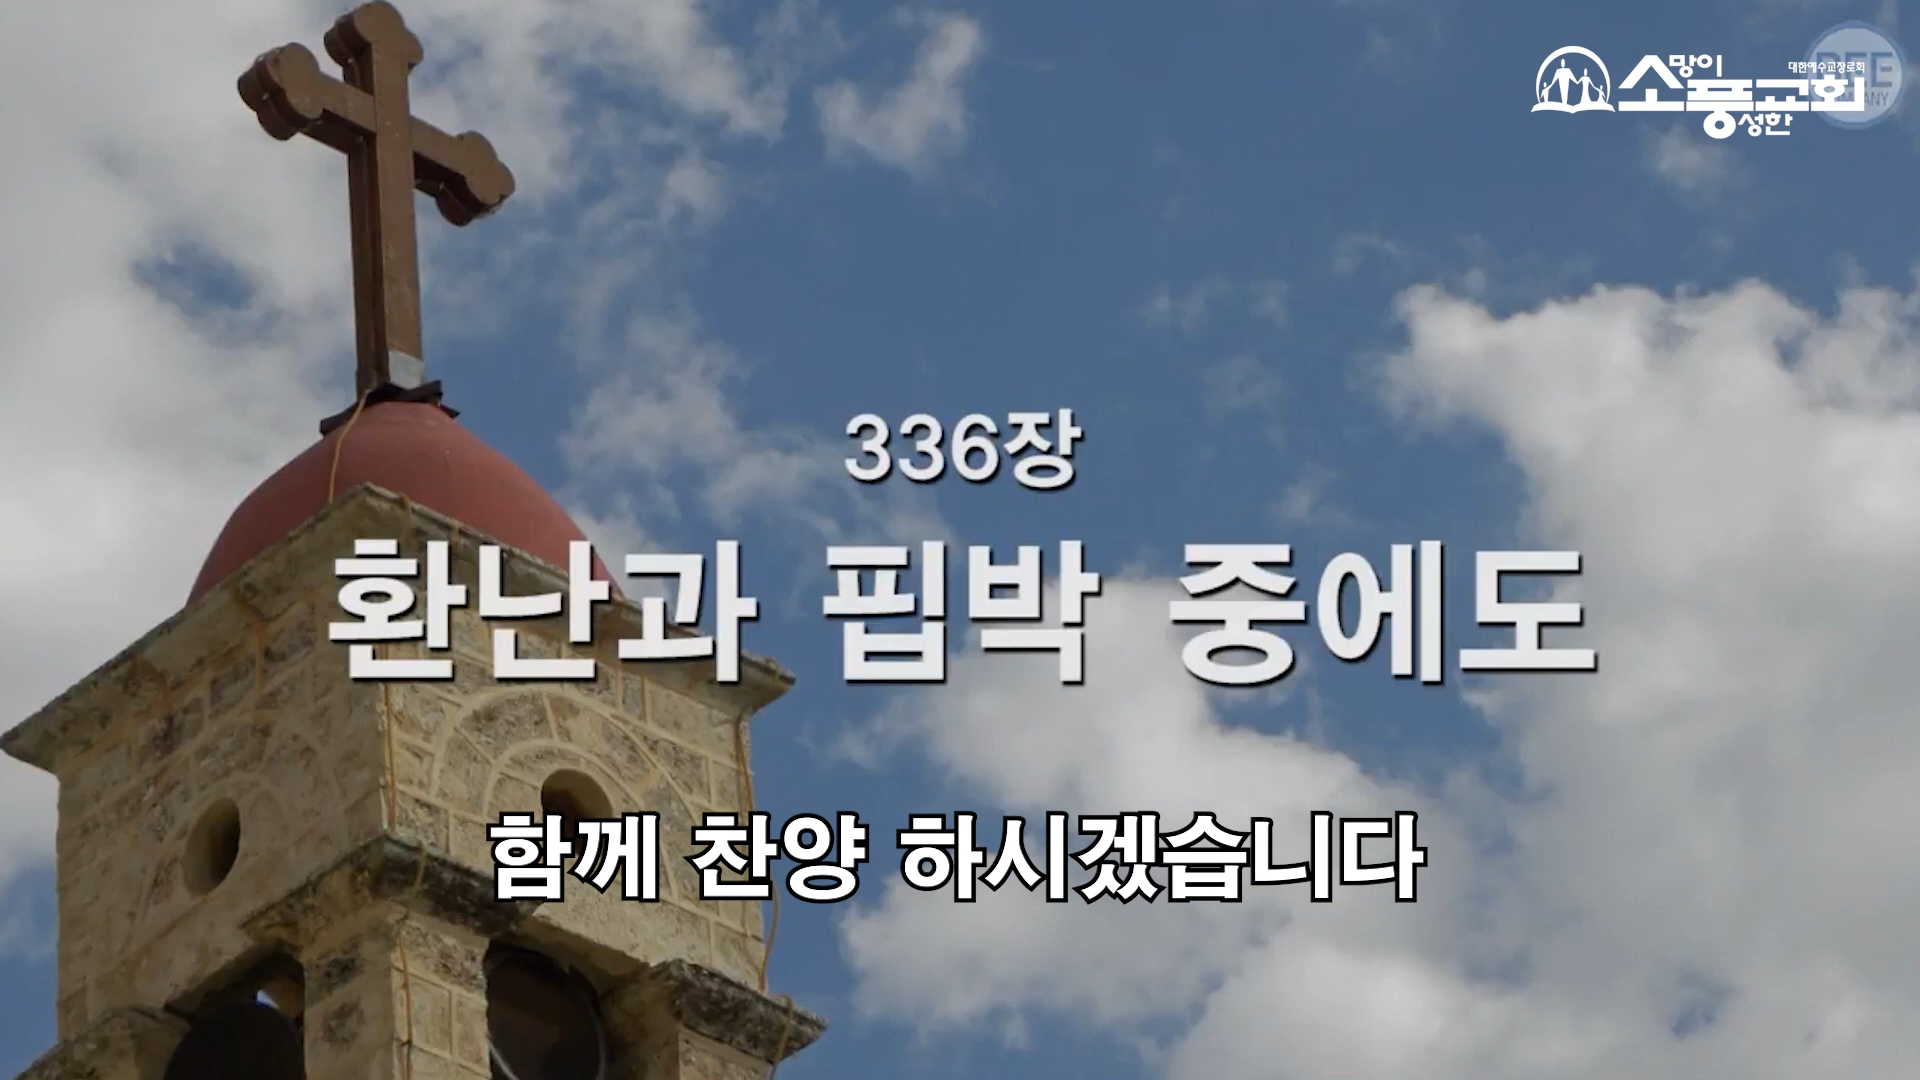 소망이
풍성한
교회
대한예수교장로회
336장
환난과 핍박 중에도
함께 찬양 하시겠습니다